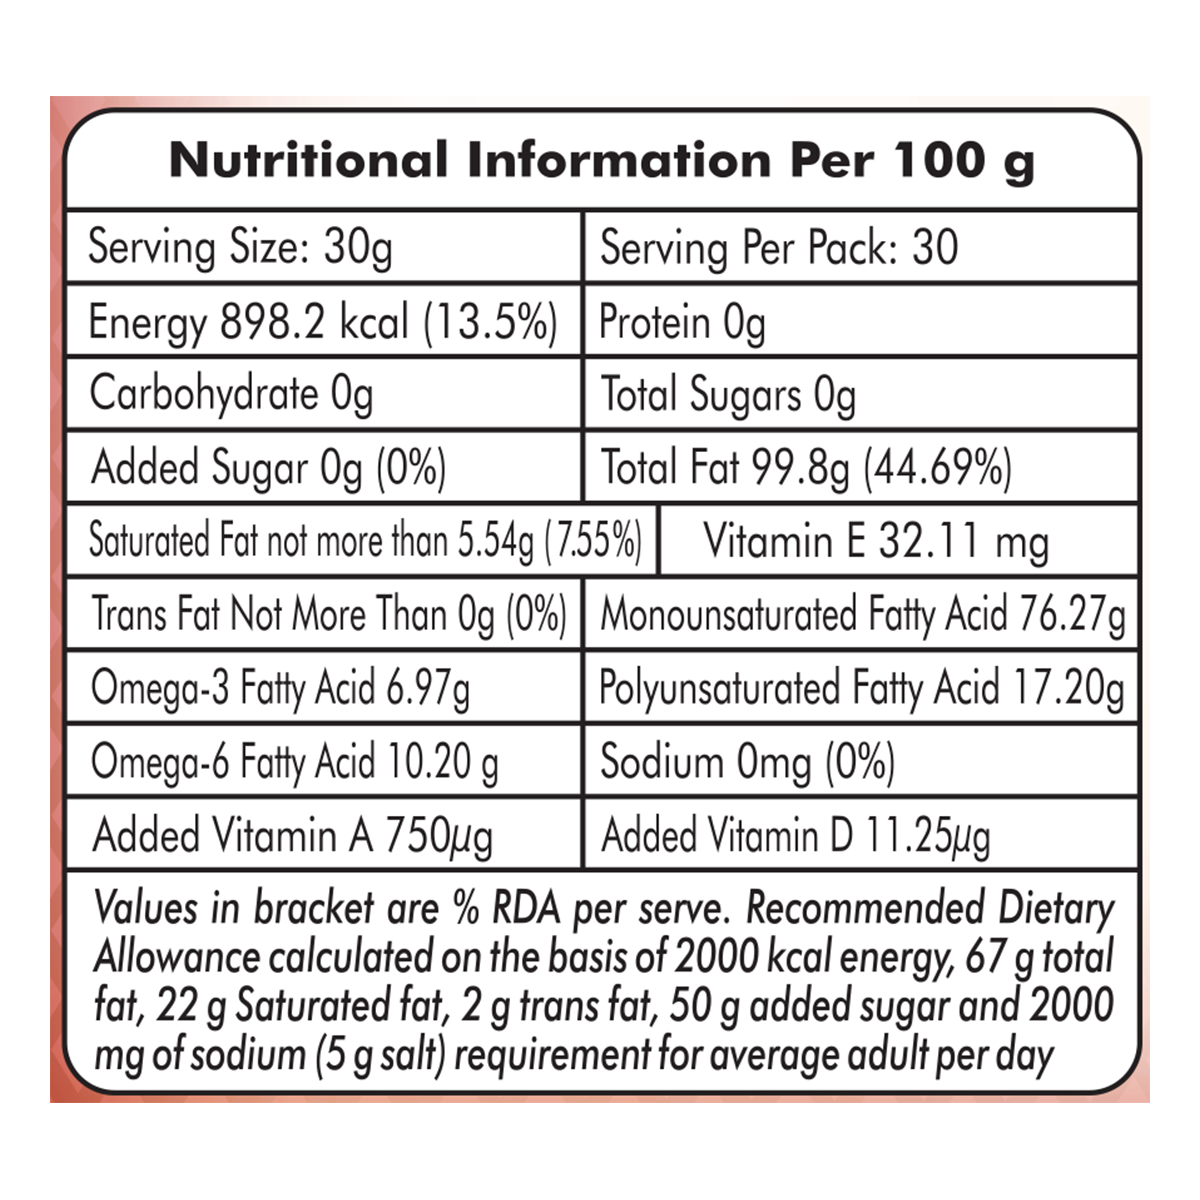 Nutritional Information Per 100 g
Serving Size: 30g
Serving Per Pack: 30
Energy 898.2 kcal (13.5%)
Protein 0g
Carbohydrate 0g
Total Sugars 0g
Added Sugar 0g (0%)
Total Fat 99.8g (44.69%)
Saturated Fat not more than 5.54g (7.55%)
Vitamin E 32.11 mg
Trans Fat Not More Than 0g (0%)
Monounsaturated Fatty Acid 76.27g
Omega-3 Fatty Acid 6.97g
Polyunsaturated Fatty Acid 17.20g
Omega-6 Fatty Acid 10.20 g
Sodium 0mg (0%)
Added Vitamin A 750µg
Added Vitamin D 11.25µg
Values in bracket are % RDA per serve. Recommended Dietary
Allowance calculated on the basis of 2000 kcal energy, 67 g total
fat, 22 g Saturated fat, 2 g trans fat, 50 g added sugar and 2000
mg of sodium (5 g salt) requirement for average adult per day